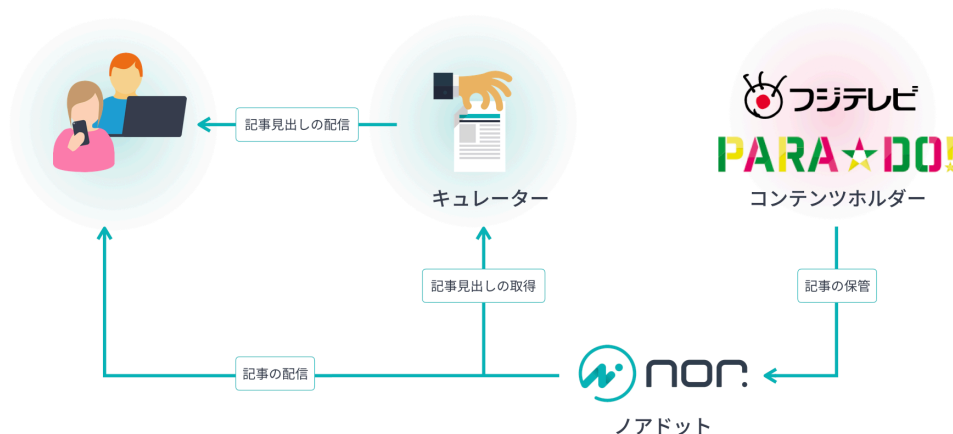 記事見出しの配信
キュレーター
フジテレビ
PARA☆DO!
コンテンツホルダー
記事見出しの取得
記事の保管
記事の配信
nor.
ノアドット